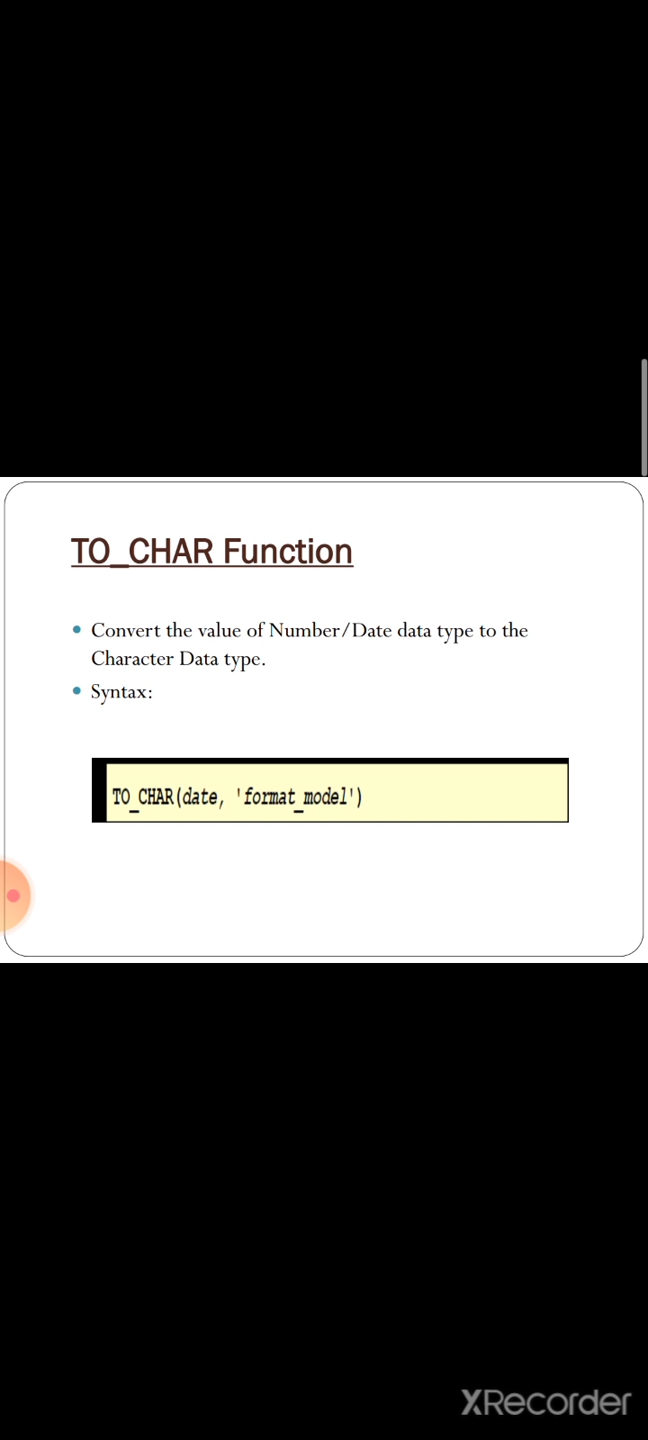 TO_CHAR Function
• Convert the value of Number/Date data type to the
Character Data type.
• Syntax:
TO_CHAR(date, 'format_model')
XRecorder